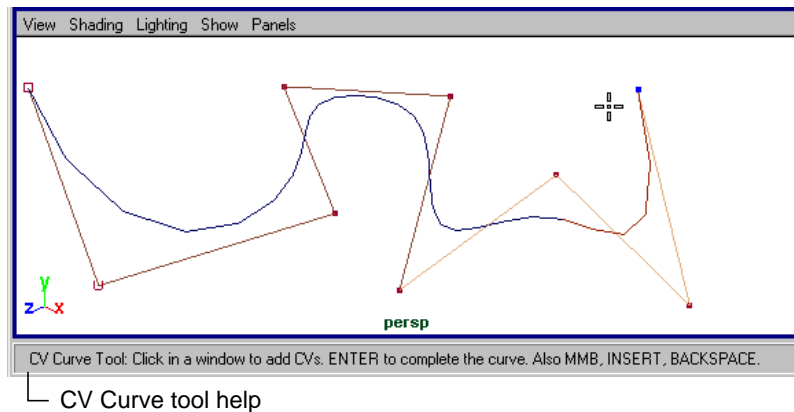 View Shading Lighting Show Panels
y
z x
persp
CV Curve Tool: Click in a window to add CVs. ENTER to complete the curve. Also MMB, INSERT, BACKSPACE.
CV Curve tool help